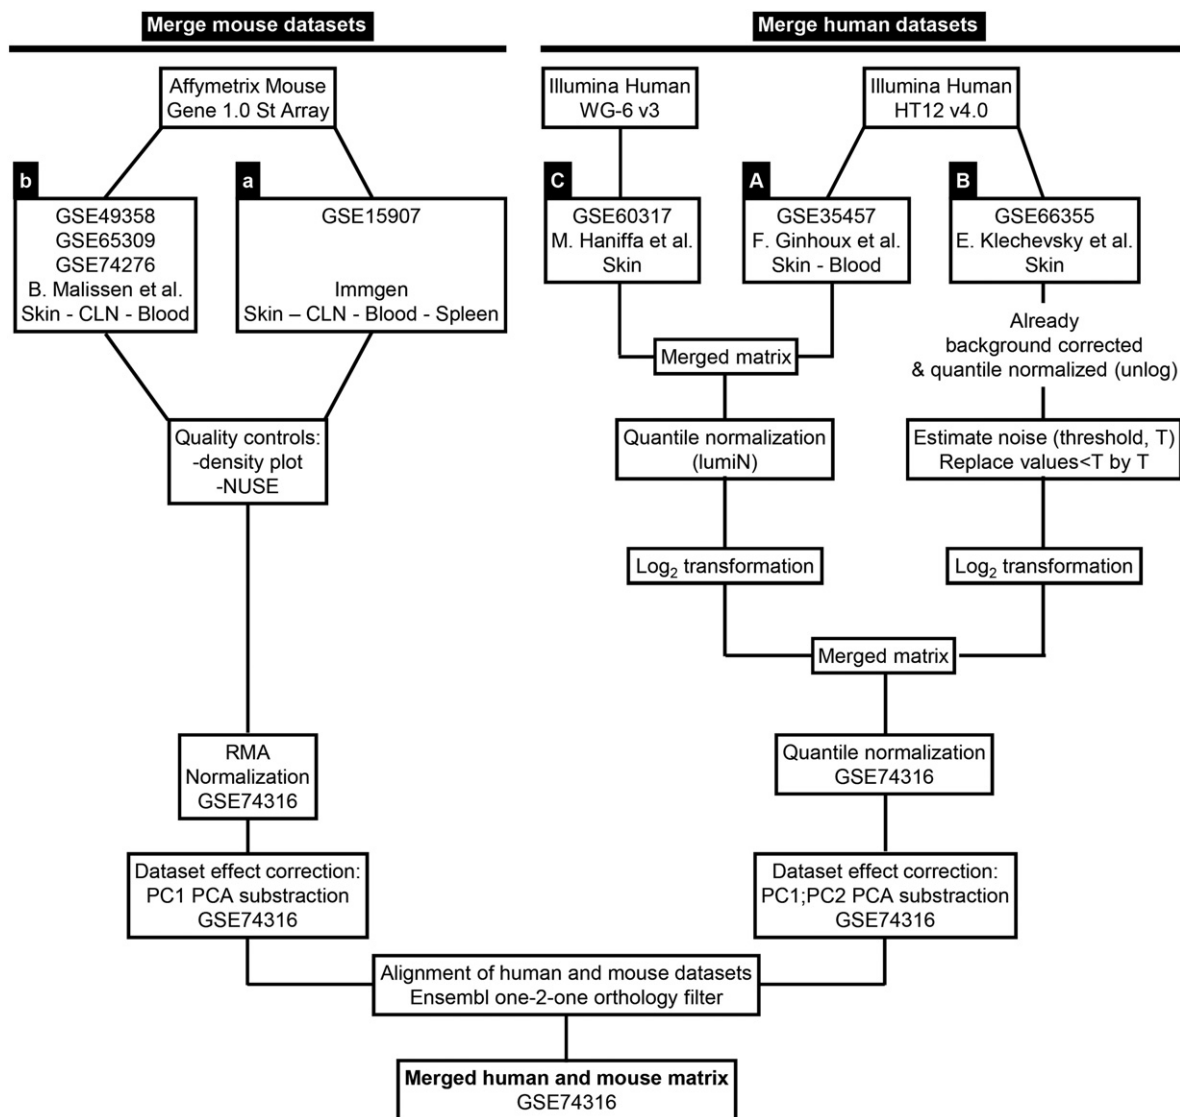 Merge mouse datasets
Affymetrix Mouse
Gene 1.0 St Array
b
GSE49358
GSE65309
GSE74276
B. Malissen et al.
Skin - CLN - Blood
a
GSE15907
Immgen
Skin – CLN - Blood - Spleen
Quality controls:
-density plot
-NUSE
RMA
Normalization
GSE74316
Dataset effect correction:
PC1 PCA substraction
GSE74316
Merge human datasets
Illumina Human
WG-6 v3
Illumina Human
HT12 v4.0
C
GSE60317
M. Haniffa et al.
Skin
A
GSE35457
F. Ginhoux et al.
Skin - Blood
B
GSE66355
E. Klechevsky et al.
Skin
Merged matrix
Already
background corrected
& quantile normalized (unlog)
Quantile normalization
(lumiN)
Estimate noise (threshold, T)
Replace values<T by T
Log₂ transformation
Log₂ transformation
Merged matrix
Quantile normalization
GSE74316
Dataset effect correction:
PC1;PC2 PCA substraction
GSE74316
Alignment of human and mouse datasets
Ensembl one-2-one orthology filter
Merged human and mouse matrix
GSE74316